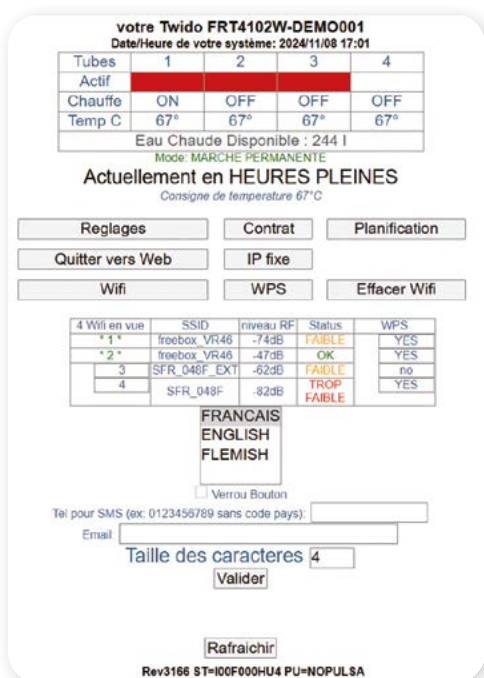 votre Twido FRT4102W-DEMO001
Date/Heure de votre système: 2024/11/08 17:01
Tubes 1 2 3 4
Actif
Chauffe ON OFF OFF OFF
Temp C 67° 67° 67° 67°
Eau Chaude Disponible : 244 l
Mode: MARCHE PERMANENTE
Actuellement en HEURES PLEINES
Consigne de temperature 67°C
Reglages Contrat Planification
Quitter vers Web IP fixe
Wifi WPS Effacer Wifi
4 Wifi en vue SSID niveau RF Status WPS
* 1 * freebox_VR46 -74dB FAIBLE YES
* 2 * freebox_VR46 -47dB OK YES
3 SFR_048F_EXT -62dB FAIBLE no
4 SFR_048F -82dB TROP FAIBLE YES
FRANCAIS
ENGLISH
FLEMISH
Verrou Bouton
Tel pour SMS (ex: 0123456789 sans code pays):
Email:
Taille des caracteres 4
Valider
Rafraichir
Rev3166 ST=I00F000HU4 PU=NOPULSA